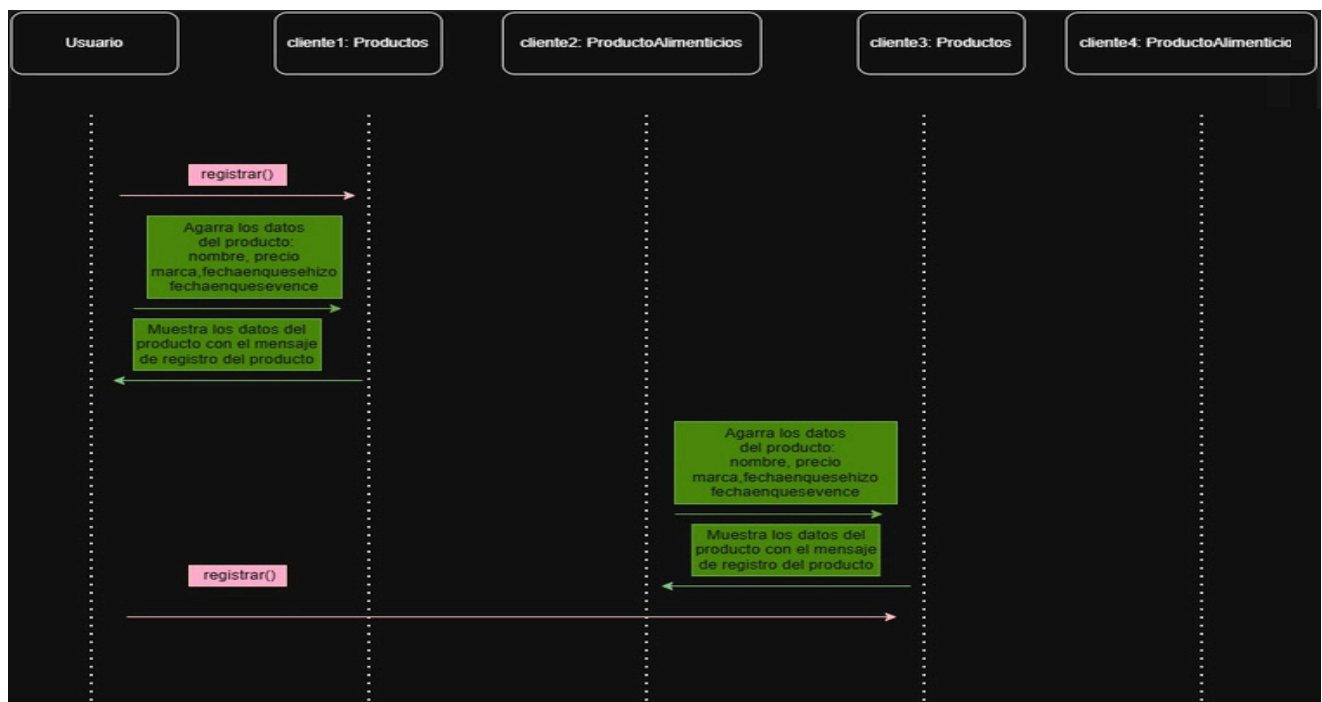 Usuario
cliente1: Productos
cliente2: ProductoAlimenticios
cliente3: Productos
cliente4: ProductoAlimenticio
registrar()
Agarra los datos
del producto:
nombre, precio
marca,fechaenquesehizo
fechaenquesevence
Muestra los datos del
producto con el mensaje
de registro del producto
Agarra los datos
del producto:
nombre, precio
marca,fechaenquesehizo
fechaenquesevence
Muestra los datos del
producto con el mensaje
de registro del producto
registrar()